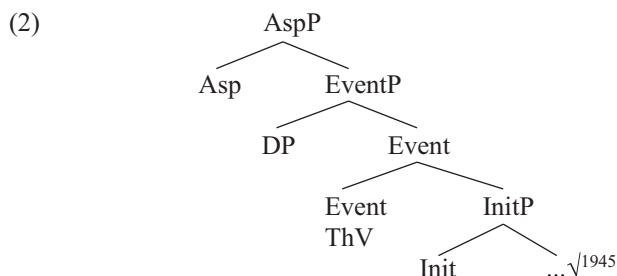 (2) AspP
Asp EventP
DP Event
Event InitP
ThV
Init ...√1945